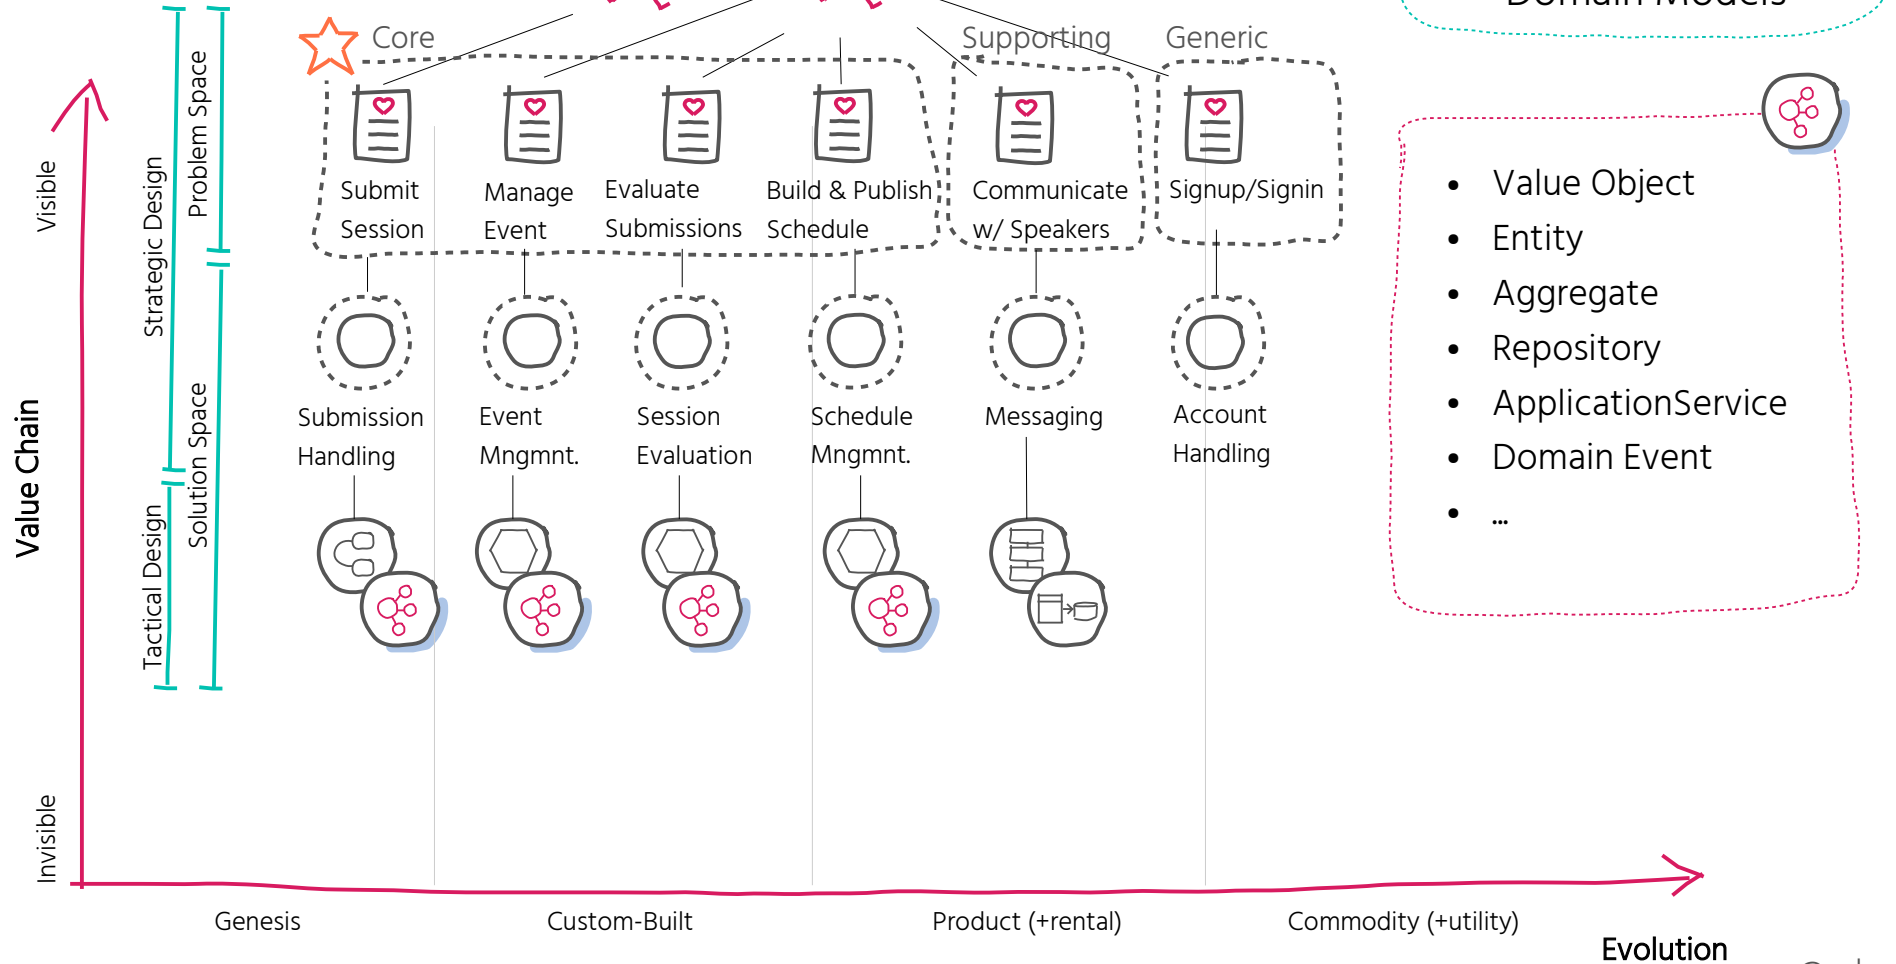 Domain Models
Core
Supporting
Generic
Submit
Session
Manage
Event
Evaluate
Submissions
Build & Publish
Schedule
Communicate
w/ Speakers
Signup/Signin
Submission
Handling
Event
Mngmnt.
Session
Evaluation
Schedule
Mngmnt.
Messaging
Account
Handling
Value Chain
Visible
Invisible
Strategic Design
Tactical Design
Problem Space
Solution Space
• Value Object
• Entity
• Aggregate
• Repository
• ApplicationService
• Domain Event
• ...
Genesis
Custom-Built
Product (+rental)
Commodity (+utility)
Evolution